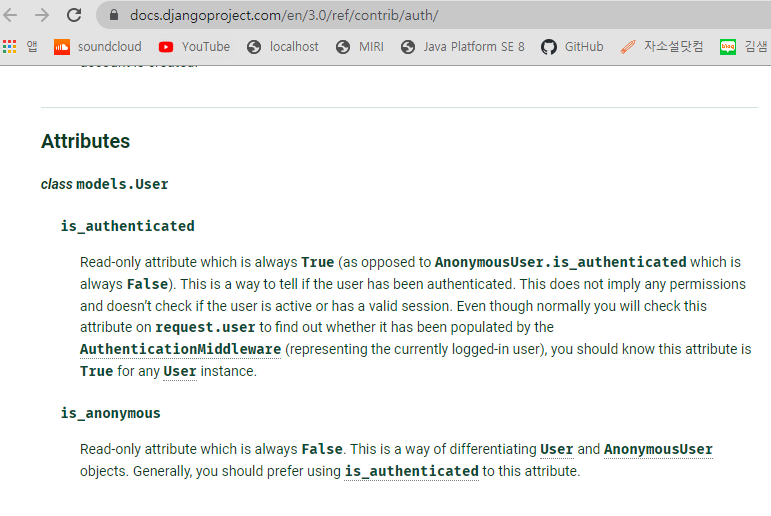 docs.djangoproject.com/en/3.0/ref/contrib/auth/
앱 soundcloud YouTube localhost MIRI Java Platform SE 8 GitHub 자소설닷컴 blog 김샘
account is created.
Attributes
class models.User
is_authenticated
Read-only attribute which is always True (as opposed to AnonymousUser.is_authenticated which is
always False). This is a way to tell if the user has been authenticated. This does not imply any permissions
and doesn't check if the user is active or has a valid session. Even though normally you will check this
attribute on request.user to find out whether it has been populated by the
AuthenticationMiddleware (representing the currently logged-in user), you should know this attribute is
True for any User instance.
is_anonymous
Read-only attribute which is always False. This is a way of differentiating User and AnonymousUser
objects. Generally, you should prefer using is_authenticated to this attribute.